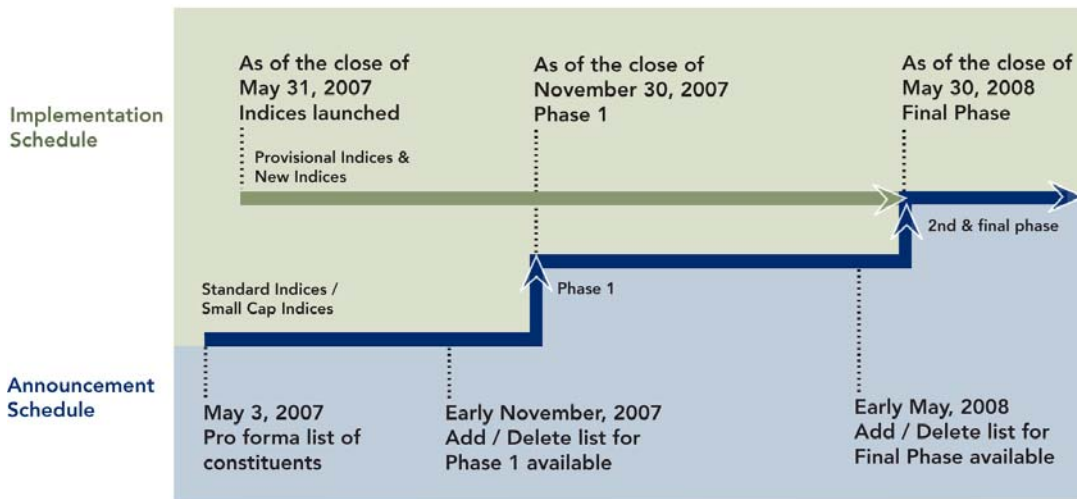 Implementation
Schedule
As of the close of
May 31, 2007
Indices launched
As of the close of
November 30, 2007
Phase 1
As of the close of
May 30, 2008
Final Phase
Provisional Indices &
New Indices
2nd & final phase
Standard Indices /
Small Cap Indices
Phase 1
Announcement
Schedule
May 3, 2007
Pro forma list of
constituents
Early November, 2007
Add / Delete list for
Phase 1 available
Early May, 2008
Add / Delete list for
Final Phase available